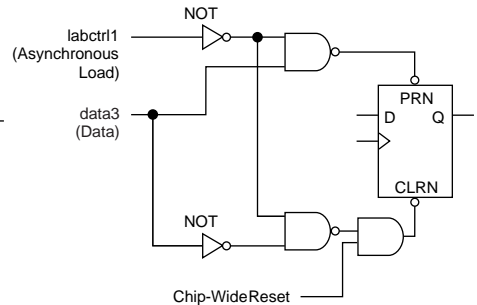 NOT
labctrl1
(Asynchronous
Load)
PRN
data3
(Data)
D Q
CLRN
NOT
Chip-WideReset